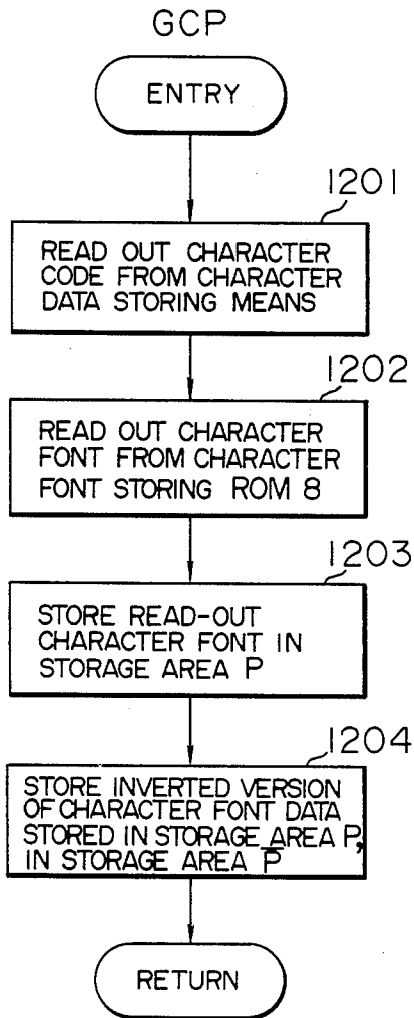 GCP
ENTRY
1201
READ OUT CHARACTER
CODE FROM CHARACTER
DATA STORING MEANS
1202
READ OUT CHARACTER
FONT FROM CHARACTER
FONT STORING ROM 8
1203
STORE READ-OUT
CHARACTER FONT IN
STORAGE AREA P
1204
STORE INVERTED VERSION
OF CHARACTER FONT DATA
STORED IN STORAGE AREA P,
IN STORAGE AREA P̅
RETURN